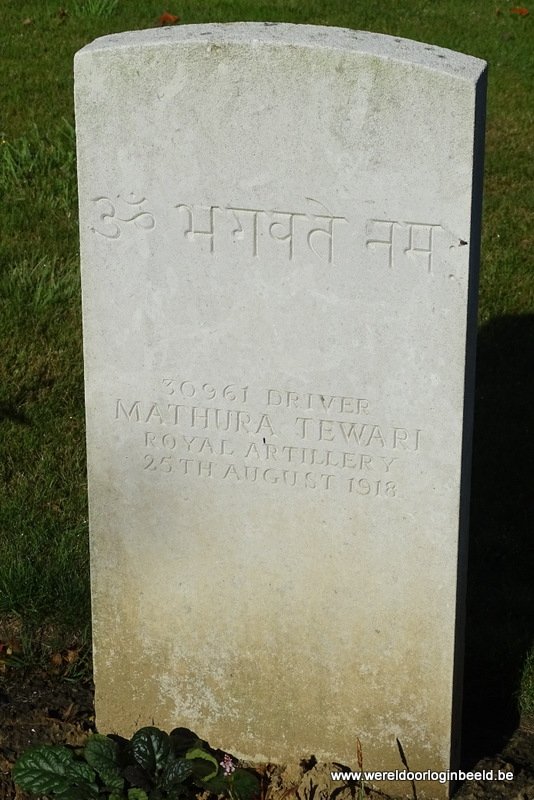 ॐ भगवते नमः
30961 DRIVER
MATHURA TEWARI
ROYAL ARTILLERY
25TH AUGUST 1918
www.wereldoorloginbeeld.be